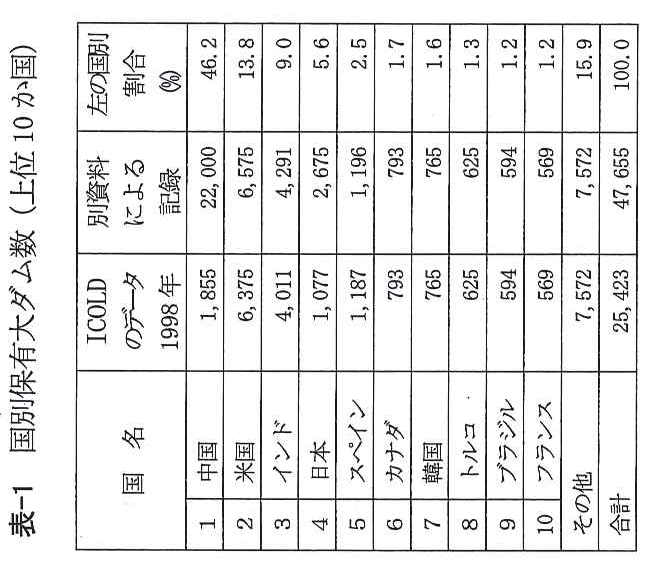 表-1 国別保有大ダム数（上位10か国）
国 名 ICOLDのデータ1998年 別資料による記録 左の国別割合(%)
1 中国 1,855 22,000 46.2
2 米国 6,375 6,575 13.8
3 インド 4,011 4,291 9.0
4 日本 1,077 2,675 5.6
5 スペイン 1,187 1,196 2.5
6 カナダ 793 793 1.7
7 韓国 765 765 1.6
8 トルコ 625 625 1.3
9 ブラジル 594 594 1.2
10 フランス 569 569 1.2
その他 7,572 7,572 15.9
合計 25,423 47,655 100.0